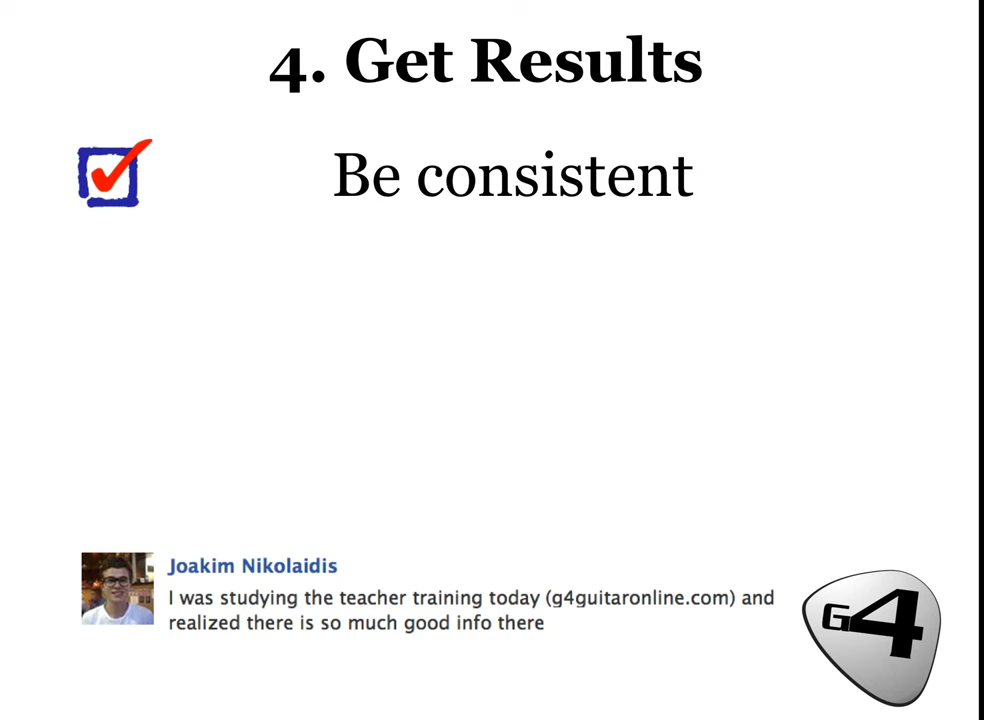 4. Get Results
Be consistent
Joakim Nikolaidis
I was studying the teacher training today (g4guitaronline.com) and
realized there is so much good info there
G4